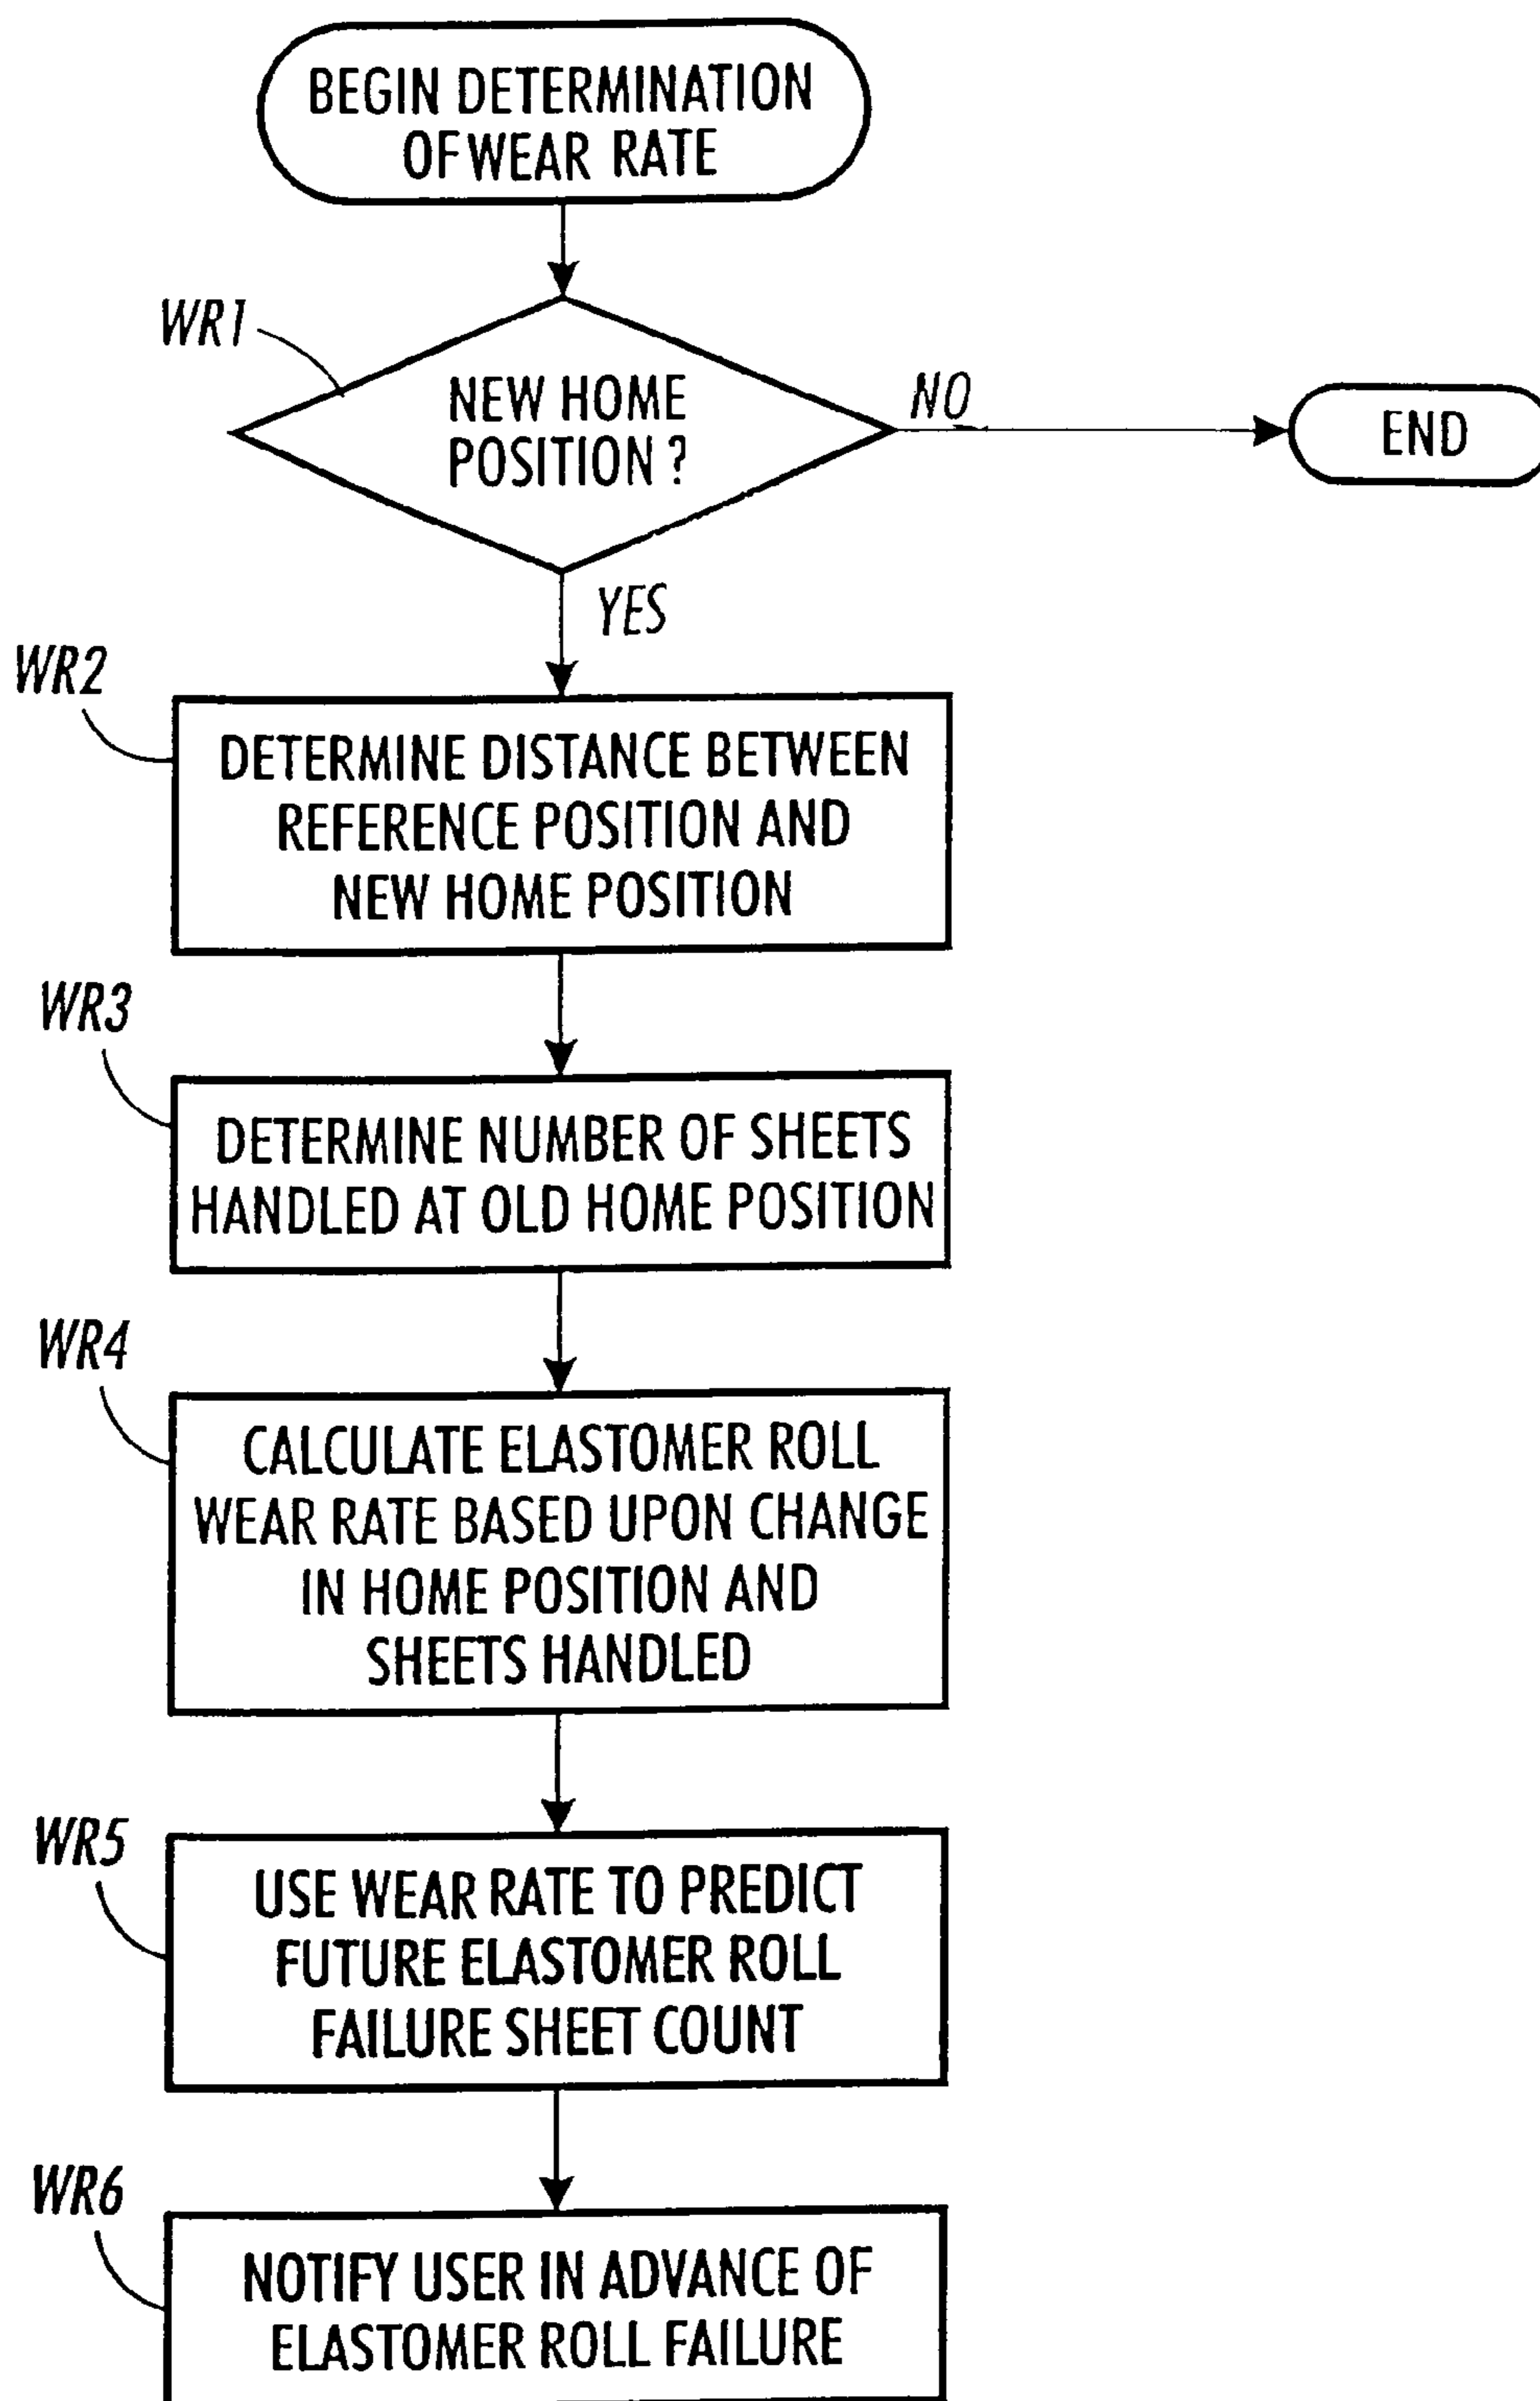 BEGIN DETERMINATION
OF WEAR RATE
WR1
NEW HOME
POSITION ?
NO
END
YES
WR2
DETERMINE DISTANCE BETWEEN
REFERENCE POSITION AND
NEW HOME POSITION
WR3
DETERMINE NUMBER OF SHEETS
HANDLED AT OLD HOME POSITION
WR4
CALCULATE ELASTOMER ROLL
WEAR RATE BASED UPON CHANGE
IN HOME POSITION AND
SHEETS HANDLED
WR5
USE WEAR RATE TO PREDICT
FUTURE ELASTOMER ROLL
FAILURE SHEET COUNT
WR6
NOTIFY USER IN ADVANCE OF
ELASTOMER ROLL FAILURE